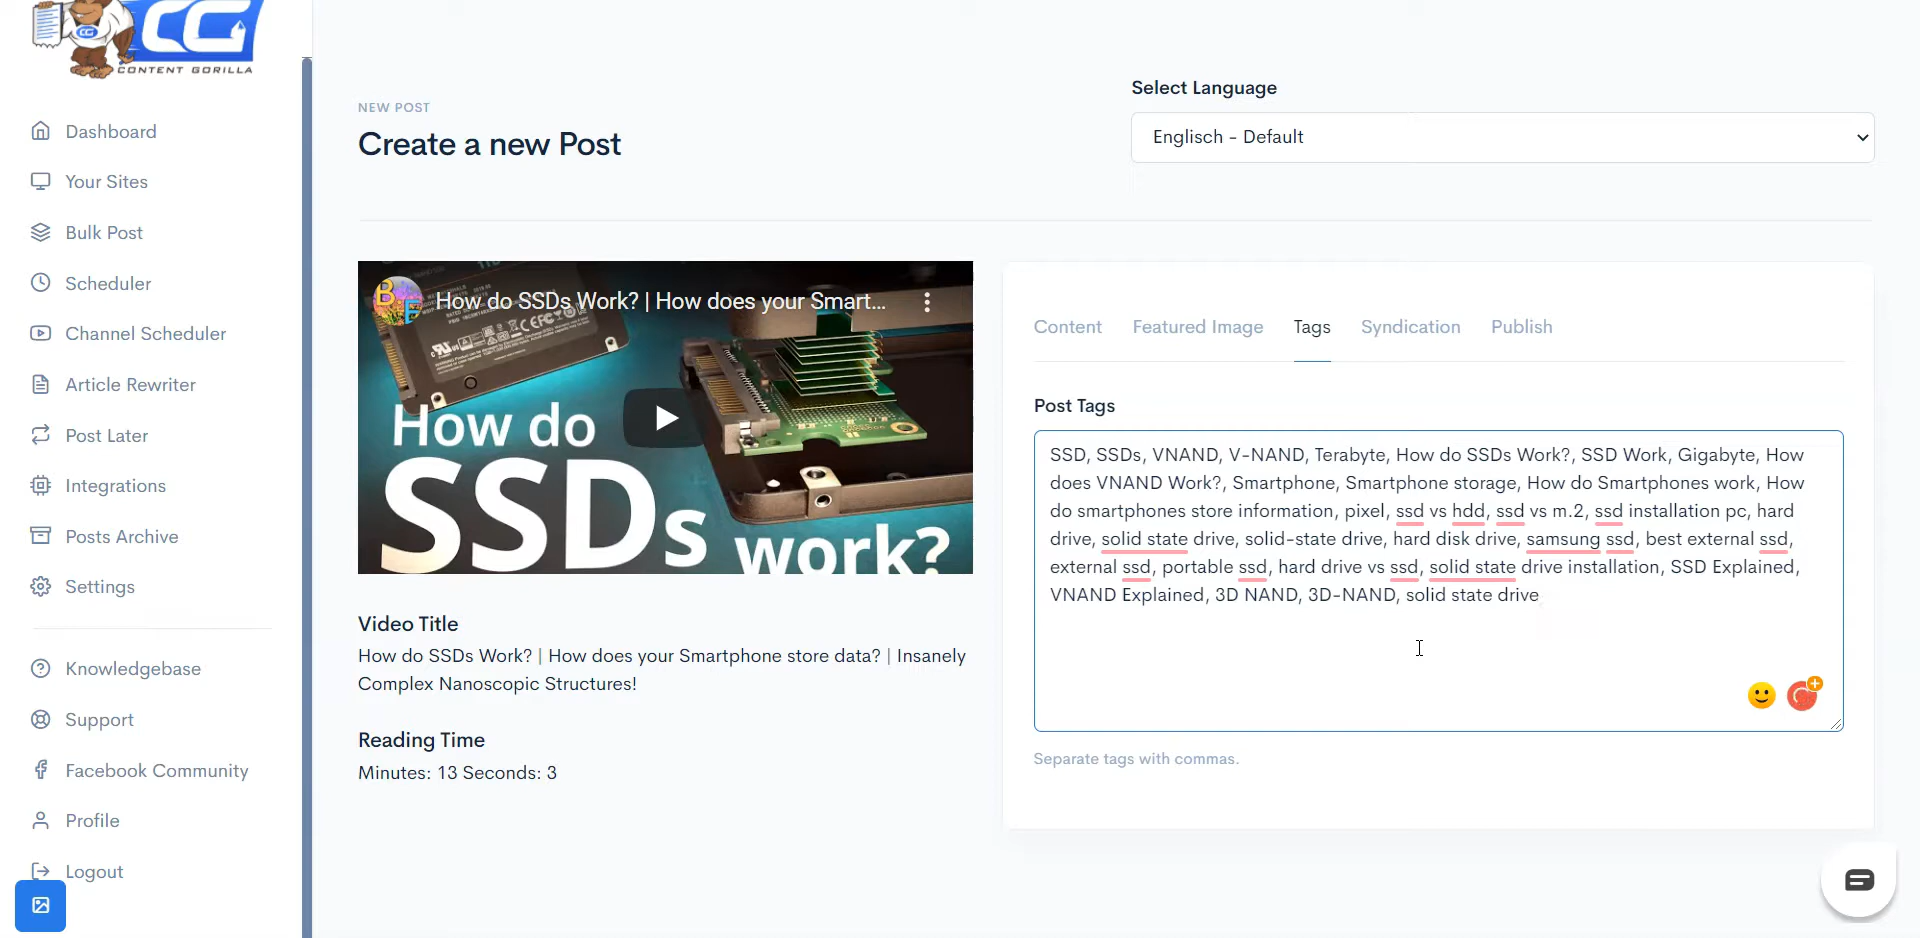 CG
CG
CONTENT GORILLA
Dashboard
Your Sites
Bulk Post
Scheduler
Channel Scheduler
Article Rewriter
Post Later
Integrations
Posts Archive
Settings
Knowledgebase
Support
Facebook Community
Profile
Logout
NEW POST
Create a new Post
Select Language
Englisch - Default
B
E
How do SSDs Work? | How does your Smart...
How do
SSDs
work?
Video Title
How do SSDs Work? | How does your Smartphone store data? | Insanely
Complex Nanoscopic Structures!
Reading Time
Minutes: 13 Seconds: 3
Content Featured Image Tags Syndication Publish
Post Tags
SSD, SSDs, VNAND, V-NAND, Terabyte, How do SSDs Work?, SSD Work, Gigabyte, How
does VNAND Work?, Smartphone, Smartphone storage, How do Smartphones work, How
do smartphones store information, pixel, ssd vs hdd, ssd vs m.2, ssd installation pc, hard
drive, solid state drive, solid-state drive, hard disk drive, samsung ssd, best external ssd,
external ssd, portable ssd, hard drive vs ssd, solid state drive installation, SSD Explained,
VNAND Explained, 3D NAND, 3D-NAND, solid state drive
Separate tags with commas.